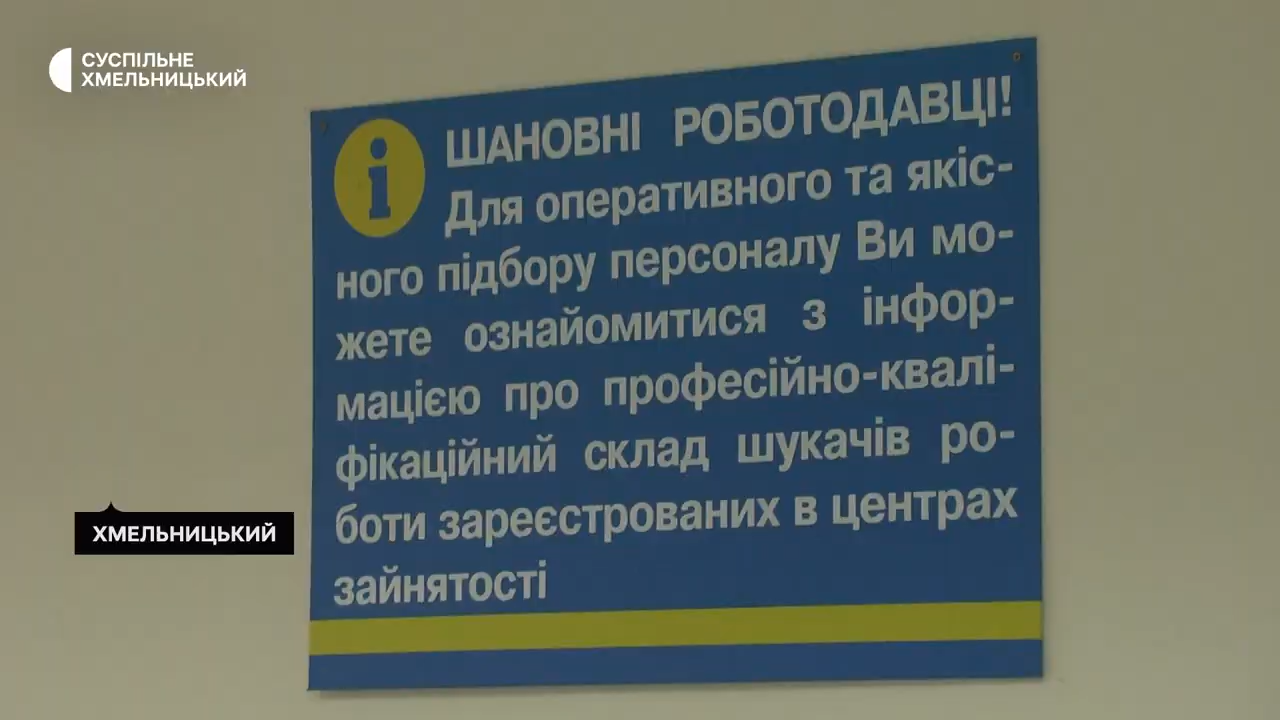 СУСПІЛЬНЕ
ХМЕЛЬНИЦЬКИЙ
i
ШАНОВНІ РОБОТОДАВЦІ!
Для оперативного та якіс-
ного підбору персоналу Ви мо-
жете ознайомитися з інфор-
мацією про професійно-квалі-
фікаційний склад шукачів ро-
боти зареєстрованих в центрах
зайнятості
ХМЕЛЬНИЦЬКИЙ